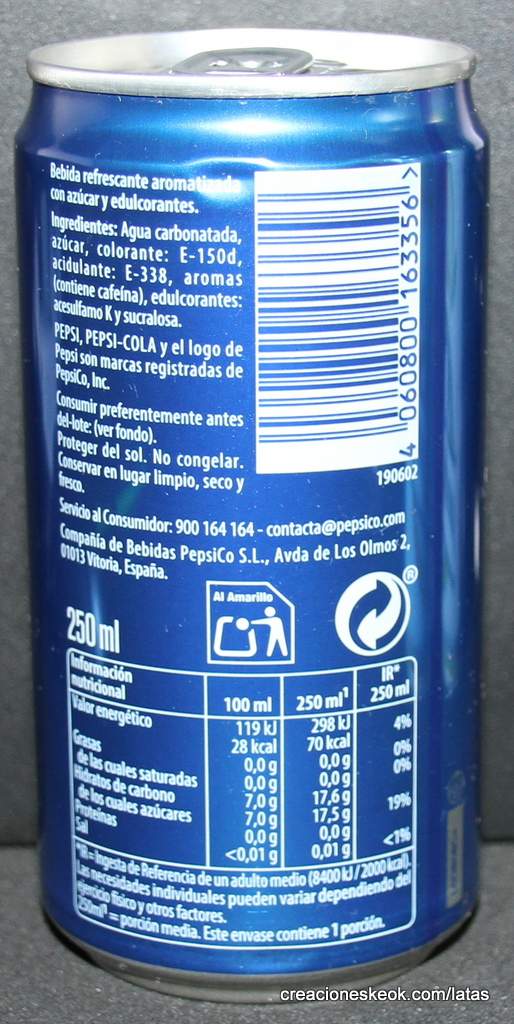 Bebida refrescante aromatizada
con azúcar y edulcorantes.
Ingredientes: Agua carbonatada,
azúcar, colorante: E-150d,
acidulante: E-338, aromas
(contiene cafeína), edulcorantes:
acesulfamo K y sucralosa.
PEPSI, PEPSI-COLA y el logo de
Pepsi son marcas registradas de
PepsiCo, Inc.
Consumir preferentemente antes
del-lote: (ver fondo).
Proteger del sol. No congelar.
Conservar en lugar limpio, seco y
fresco.
4 060800 163356 >
190602
Servicio al Consumidor: 900 164 164 - contacta@pepsico.com
Compañía de Bebidas PepsiCo S.L., Avda de Los Olmos 2,
01013 Vitoria, España.
250 ml
Al Amarillo
®
Información
nutricional
100 ml 250 ml¹ IR* 250 ml
Valor energético 119 kJ 298 kJ 4%
28 kcal 70 kcal
Grasas 0,0 g 0,0 g 0%
de las cuales saturadas 0,0 g 0,0 g 0%
Hidratos de carbono 7,0 g 17,6 g
de los cuales azúcares 7,0 g 17,5 g 19%
Proteínas 0,0 g 0,0 g
Sal <0,01 g 0,01 g <1%
*IR = Ingesta de Referencia de un adulto medio (8400 kJ / 2000 kcal).
Las necesidades individuales pueden variar dependiendo del
ejercicio físico y otros factores.
250ml¹ = porción media. Este envase contiene 1 porción.
creacioneskeok.com/latas